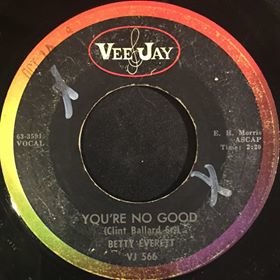 VEE JAY
63-3591
VOCAL
E. H. Morris
ASCAP
Time: 2:20
YOU'RE NO GOOD
(Clint Ballard Jr.)
BETTY EVERETT
VJ 566